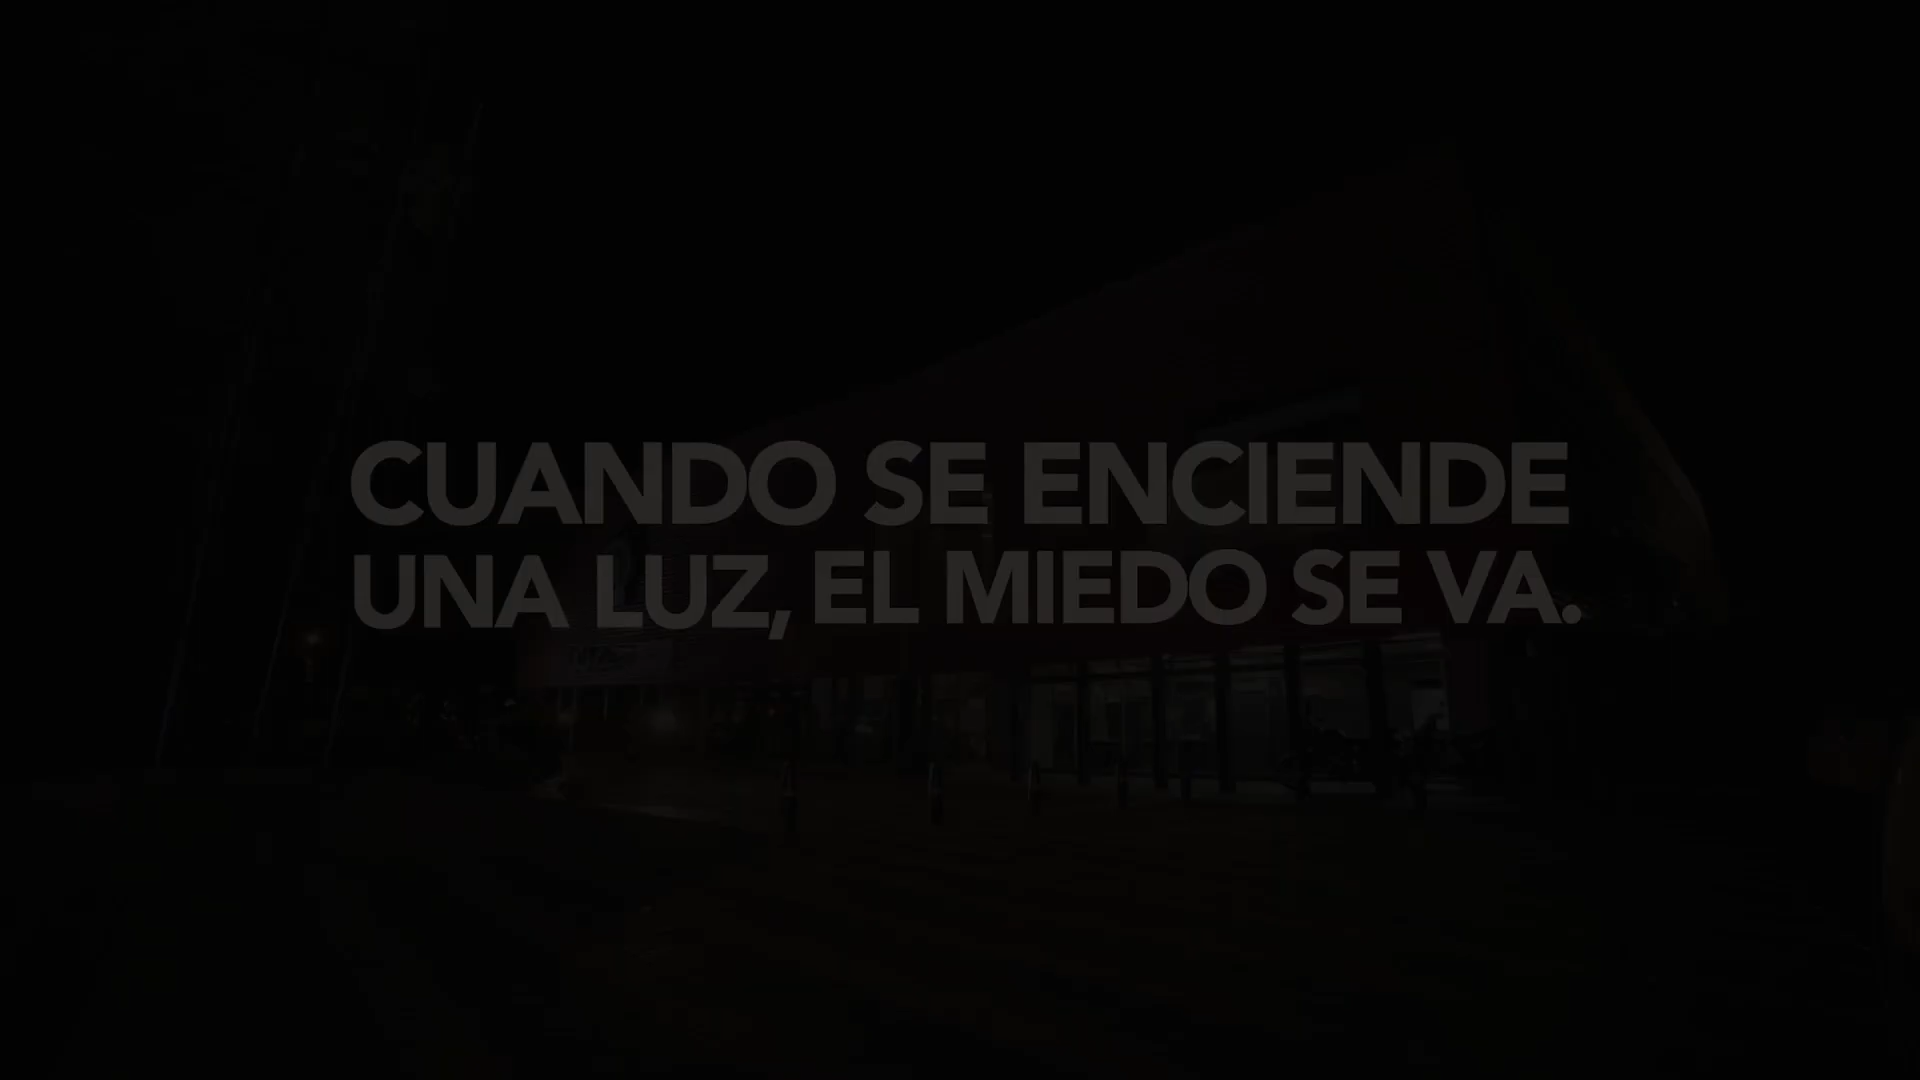 CUANDO SE ENCIENDE
UNA LUZ, EL MIEDO SE VA.